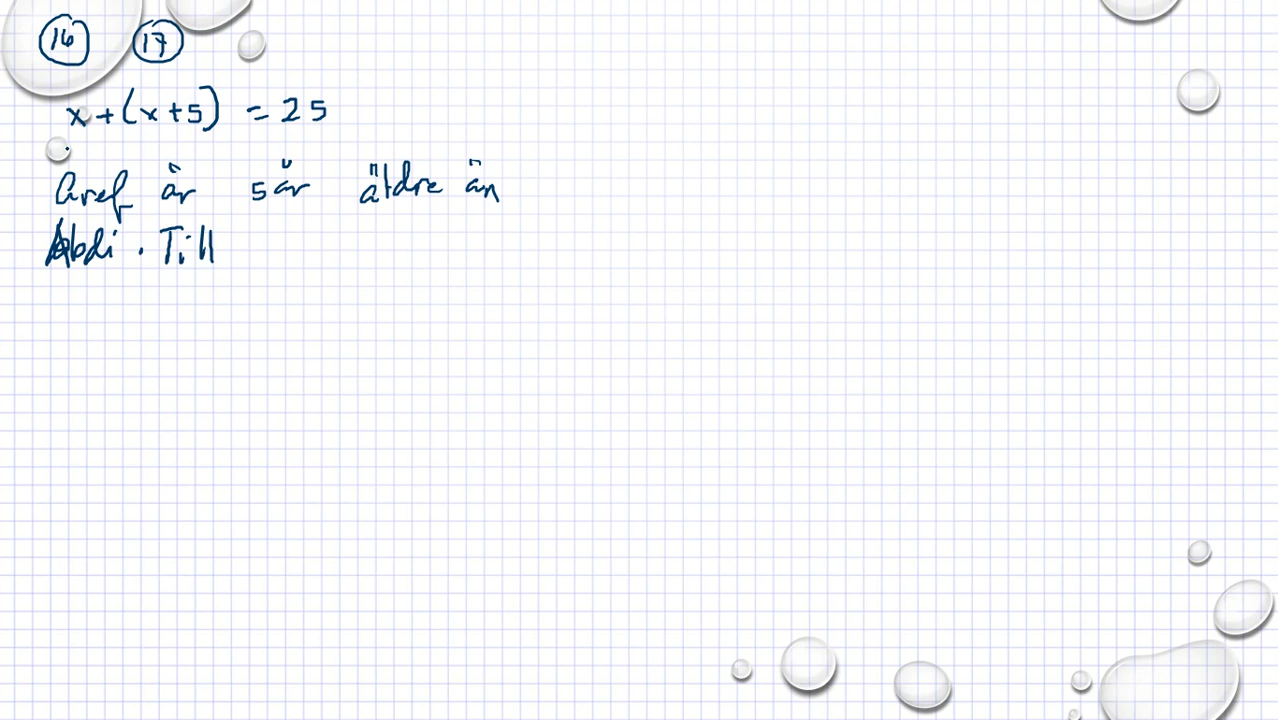 16 17
x+(x+5) = 25
Aref är 5 år äldre än
Abdi. Till